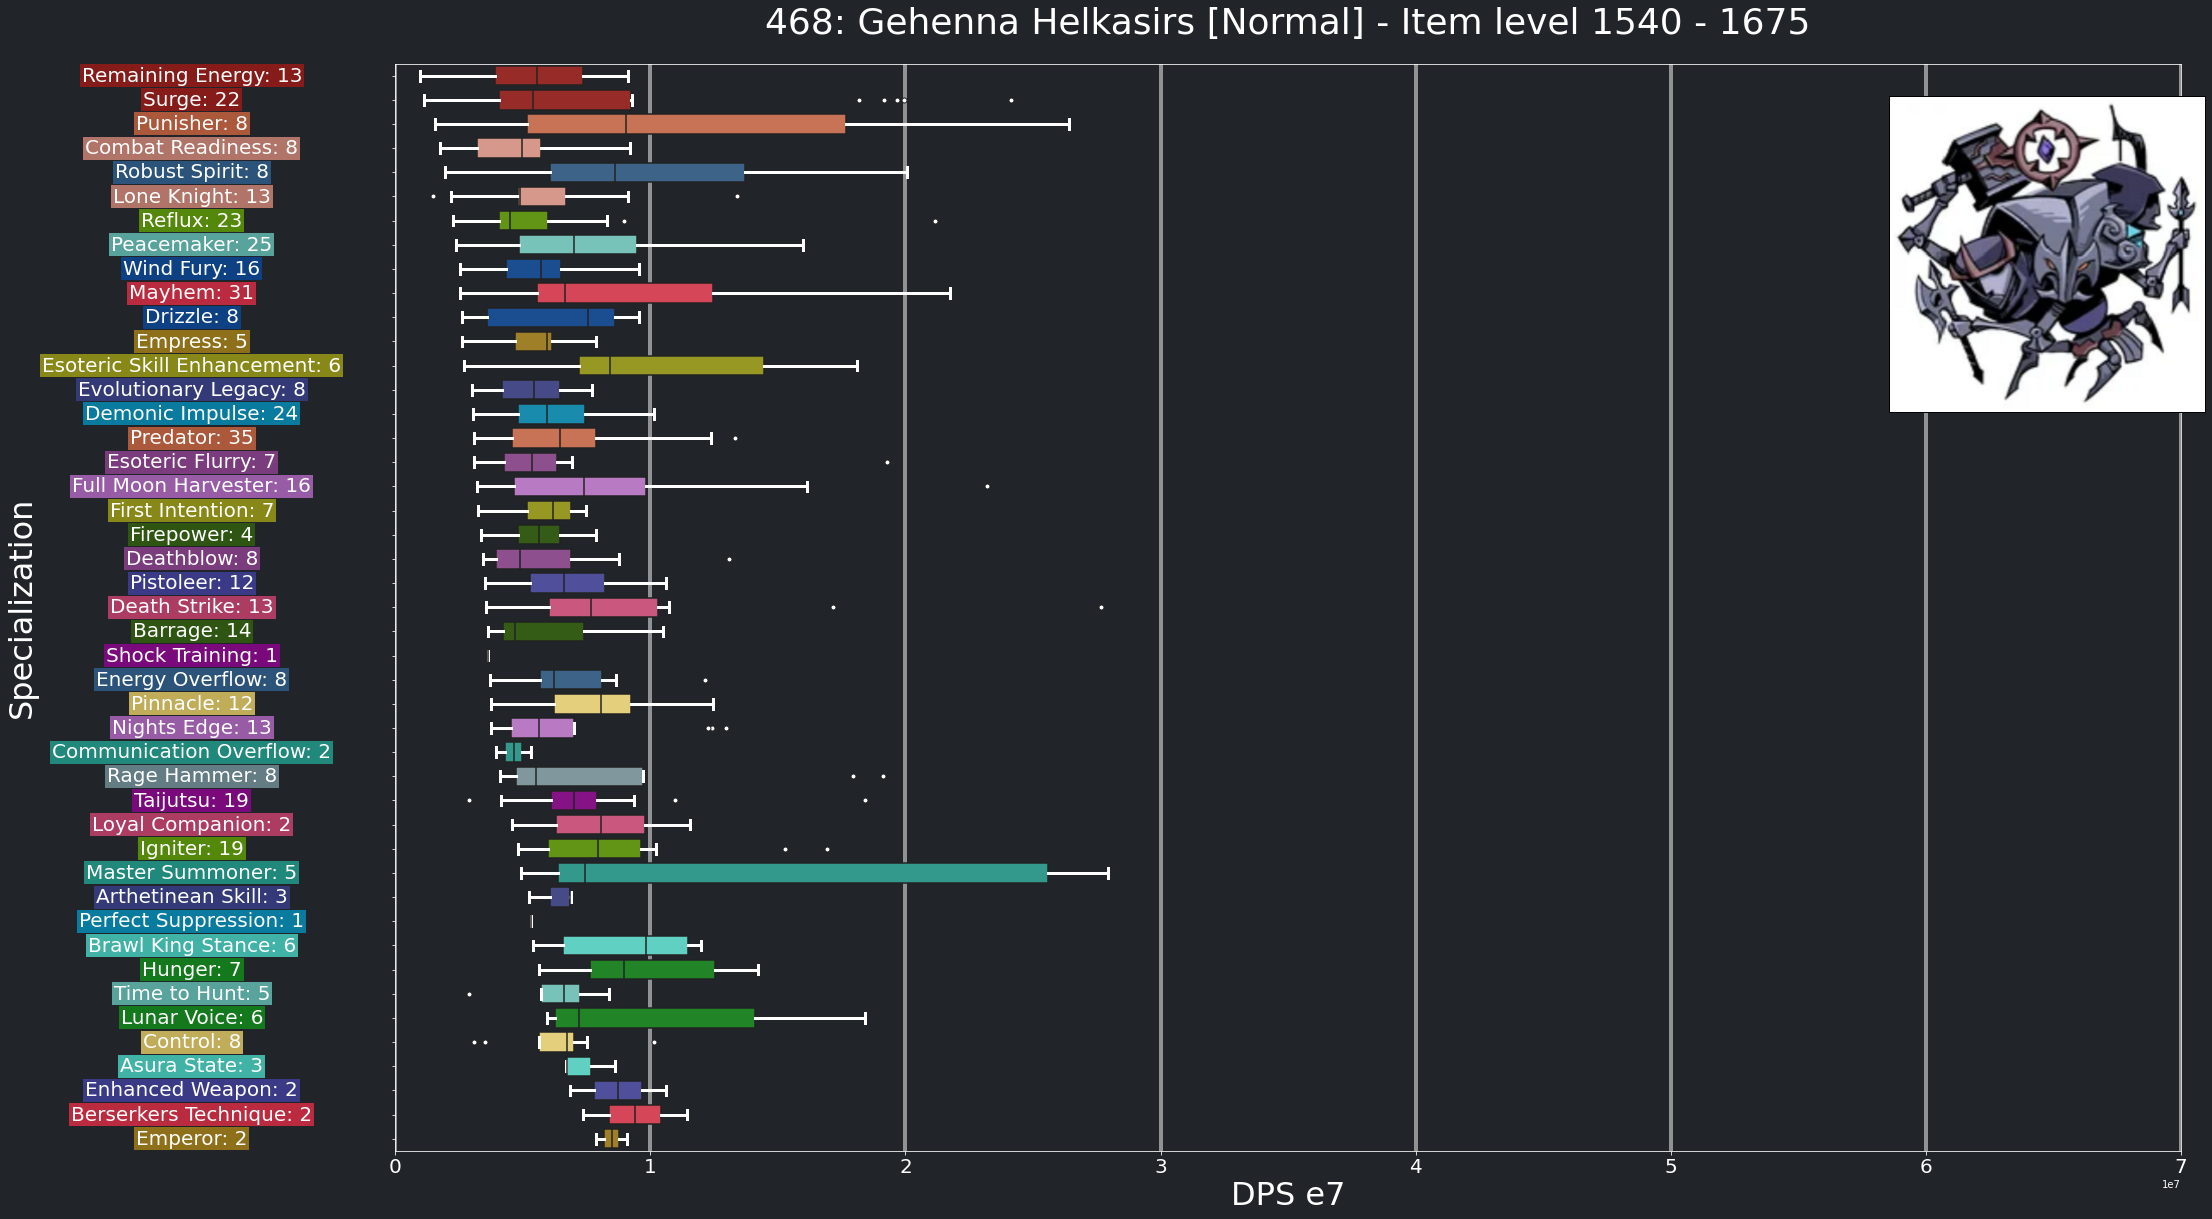 468: Gehenna Helkasirs [Normal] - Item level 1540 - 1675
Specialization
Remaining Energy: 13
Surge: 22
Punisher: 8
Combat Readiness: 8
Robust Spirit: 8
Lone Knight: 13
Reflux: 23
Peacemaker: 25
Wind Fury: 16
Mayhem: 31
Drizzle: 8
Empress: 5
Esoteric Skill Enhancement: 6
Evolutionary Legacy: 8
Demonic Impulse: 24
Predator: 35
Esoteric Flurry: 7
Full Moon Harvester: 16
First Intention: 7
Firepower: 4
Deathblow: 8
Pistoleer: 12
Death Strike: 13
Barrage: 14
Shock Training: 1
Energy Overflow: 8
Pinnacle: 12
Nights Edge: 13
Communication Overflow: 2
Rage Hammer: 8
Taijutsu: 19
Loyal Companion: 2
Igniter: 19
Master Summoner: 5
Arthetinean Skill: 3
Perfect Suppression: 1
Brawl King Stance: 6
Hunger: 7
Time to Hunt: 5
Lunar Voice: 6
Control: 8
Asura State: 3
Enhanced Weapon: 2
Berserkers Technique: 2
Emperor: 2
0 1 2 3 4 5 6 7
1e7
DPS e7